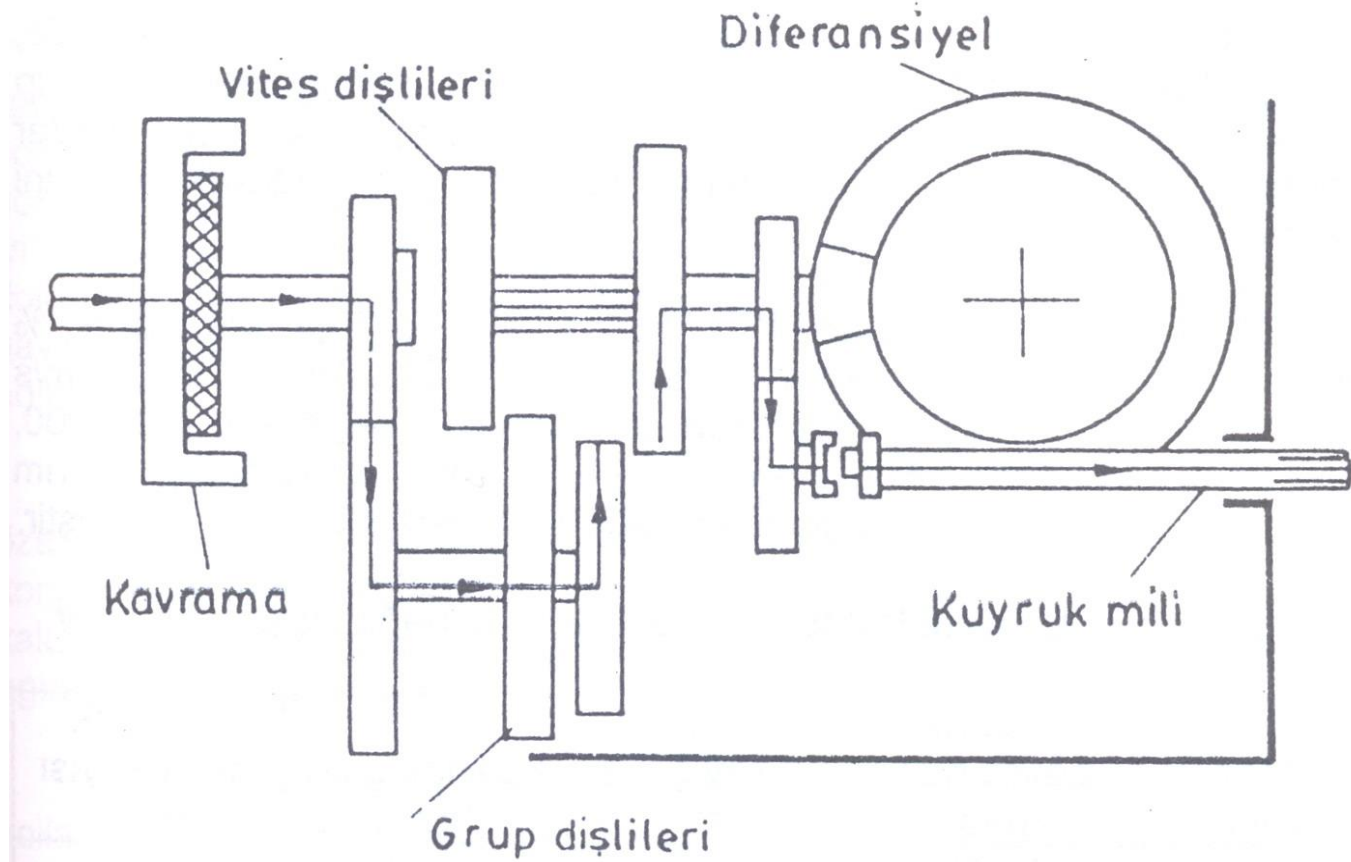 Diferansiyel
Vites dişlileri
Kavrama
Kuyruk mili
Grup dişlileri